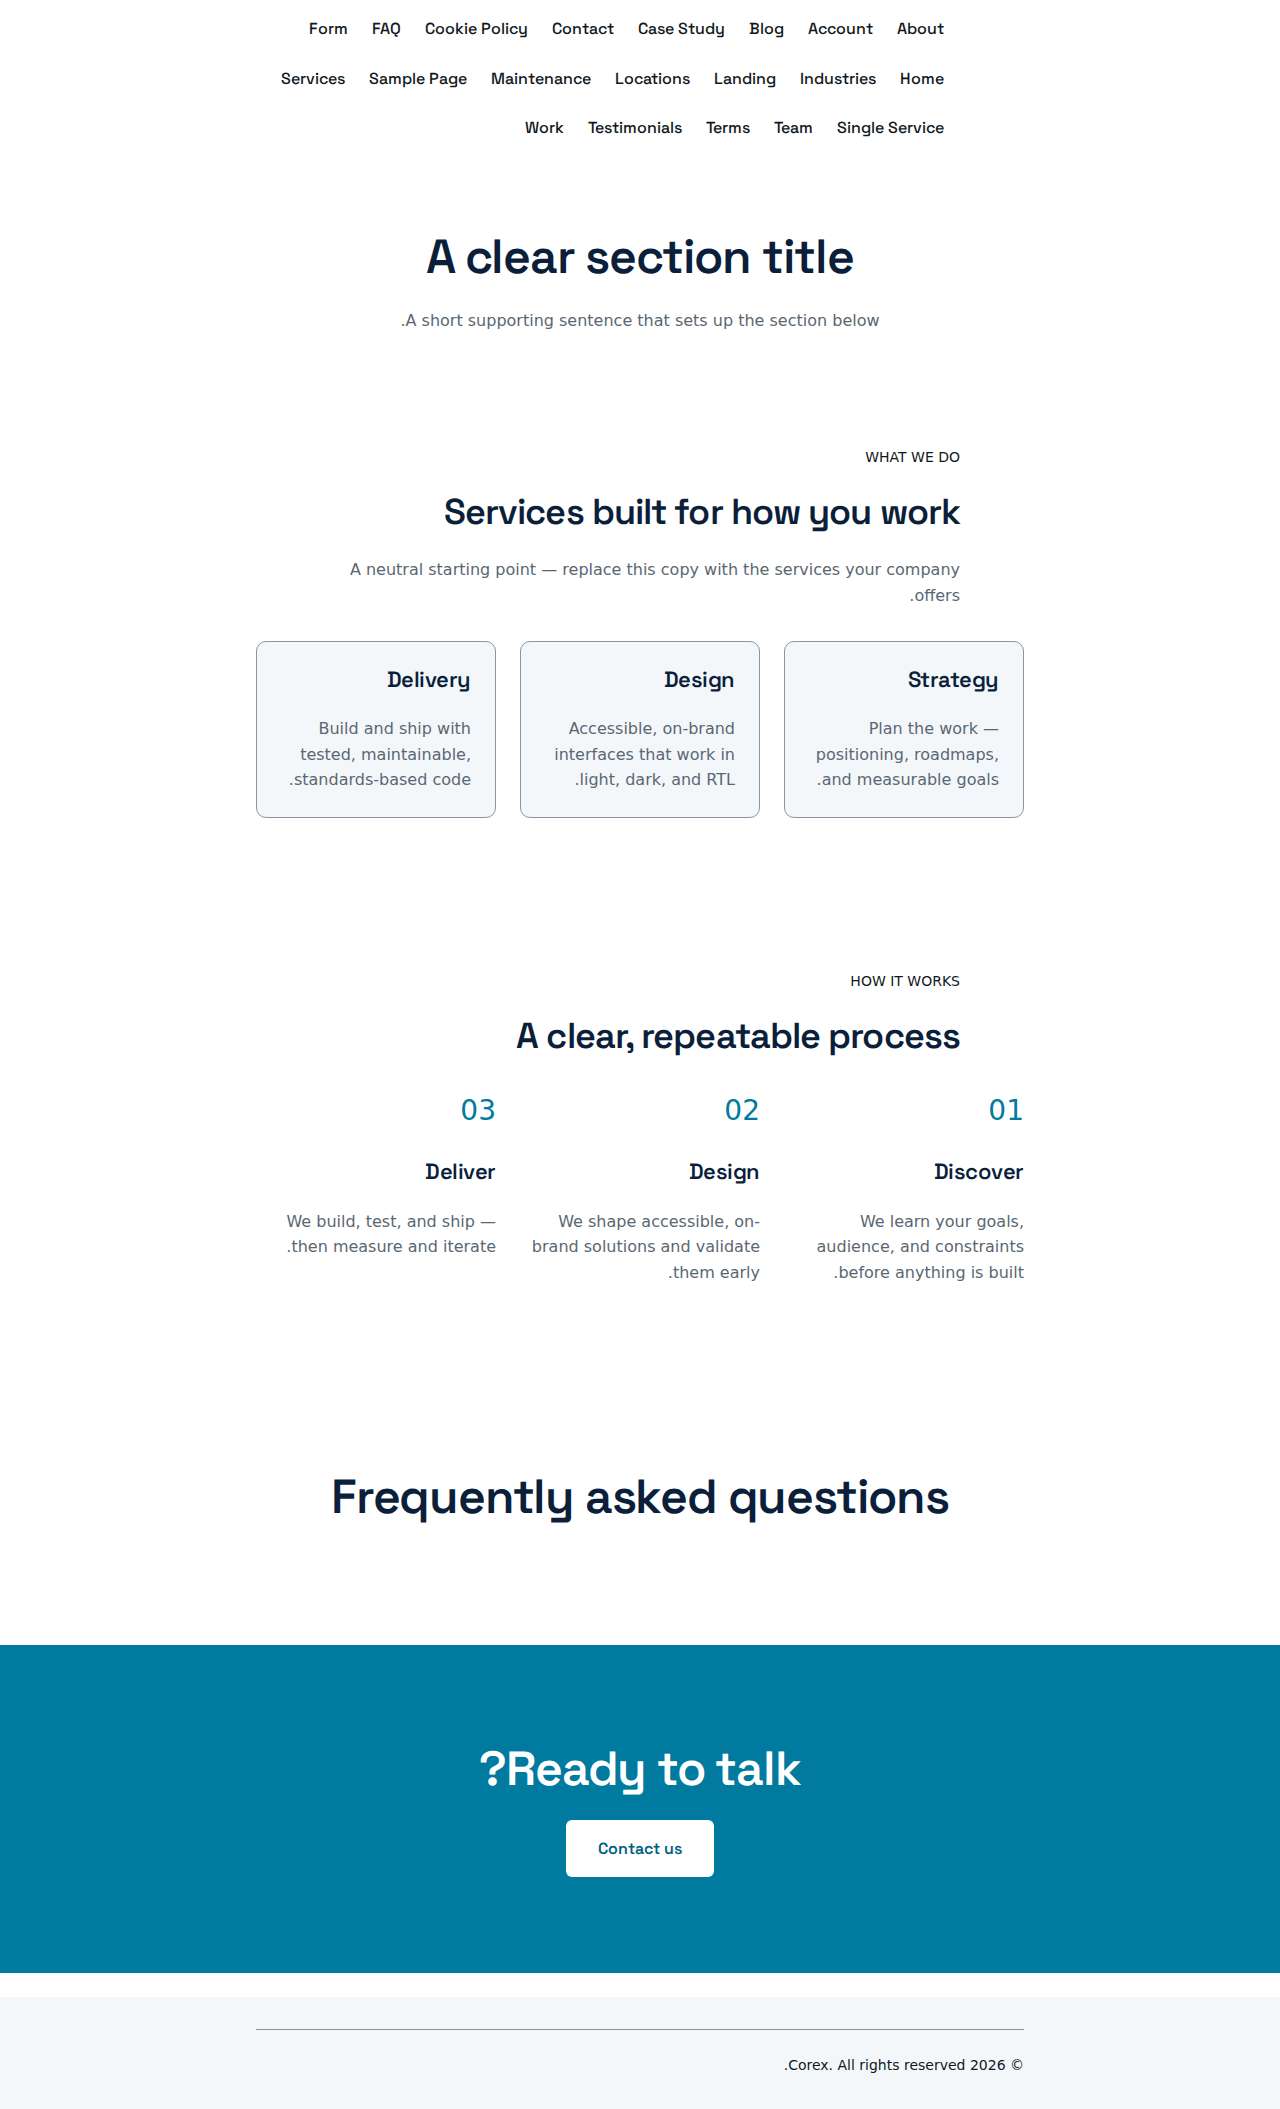 About Account Blog Case Study Contact Cookie Policy FAQ Form
Home Industries Landing Locations Maintenance Sample Page Services
Single Service Team Terms Testimonials Work
A clear section title
A short supporting sentence that sets up the section below.
WHAT WE DO
Services built for how you work
A neutral starting point — replace this copy with the services your company
offers.
Strategy
Plan the work —
positioning, roadmaps,
and measurable goals.
Design
Accessible, on-brand
interfaces that work in
light, dark, and RTL.
Delivery
Build and ship with
tested, maintainable,
standards-based code.
HOW IT WORKS
A clear, repeatable process
01
Discover
We learn your goals,
audience, and constraints
before anything is built.
02
Design
We shape accessible, on-
brand solutions and validate
them early.
03
Deliver
We build, test, and ship —
then measure and iterate.
Frequently asked questions
Ready to talk?
Contact us
© 2026 Corex. All rights reserved.